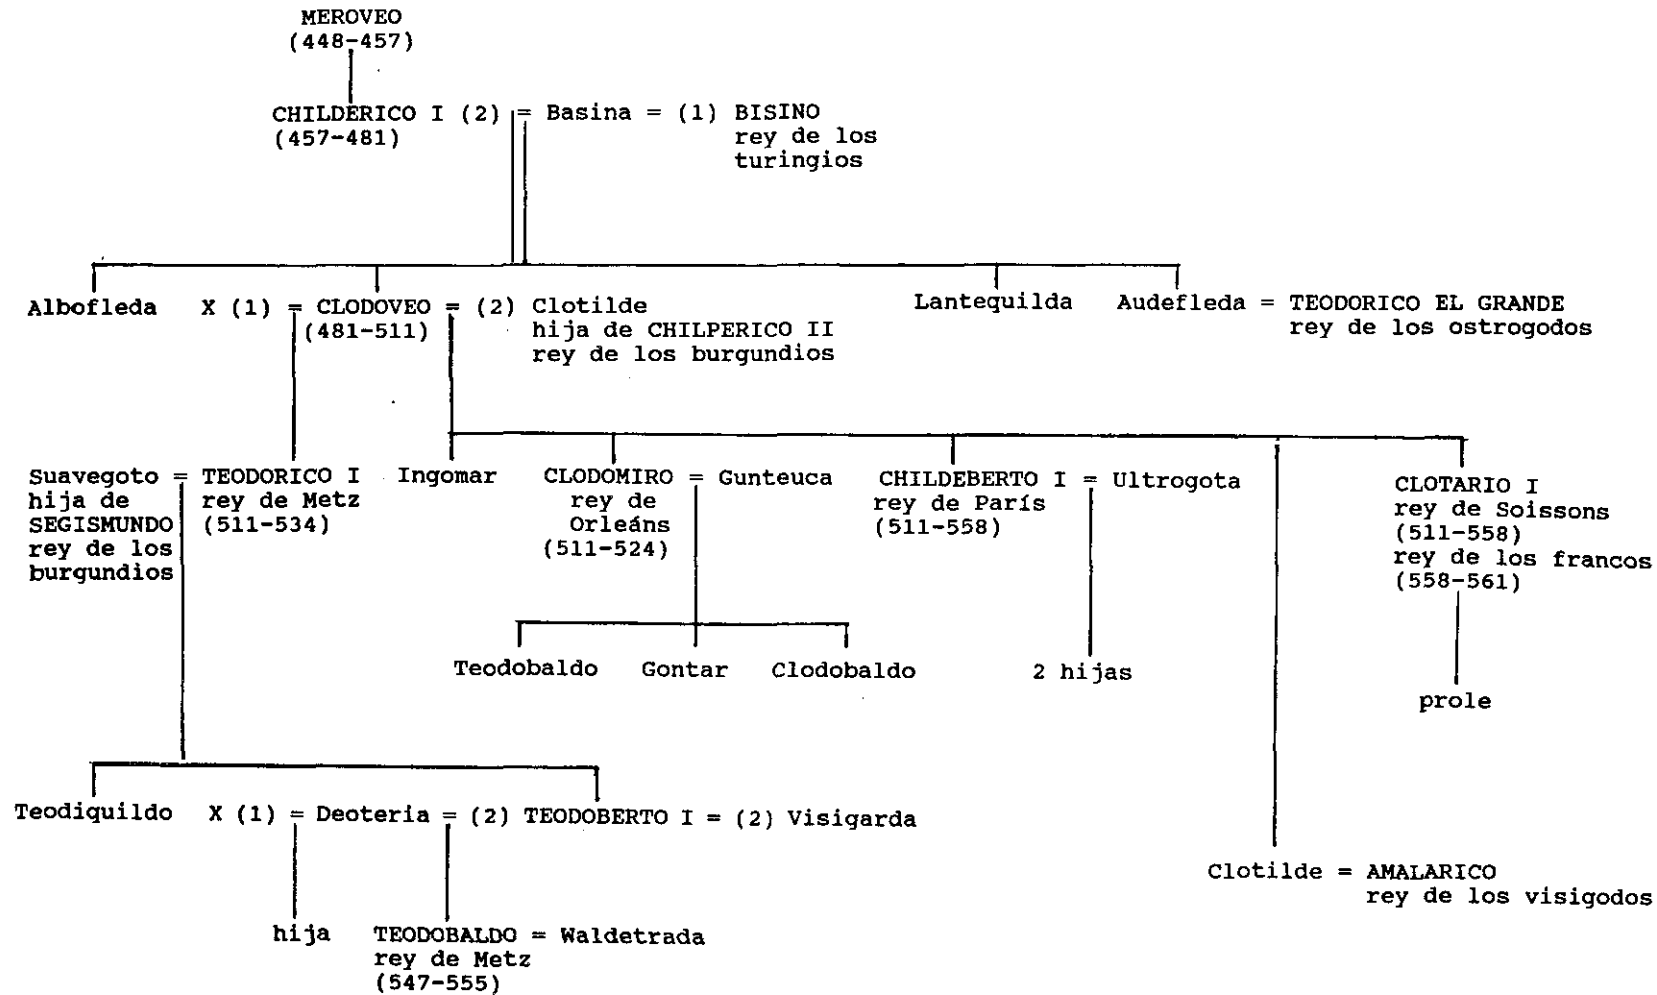 MEROVEO
(448-457)
CHILDERICO I (2) = Basina = (1) BISINO
(457-481) rey de los
turingios
Albofleda X (1) = CLODOVEO = (2) Clotilde Lantequilda Audefleda = TEODORICO EL GRANDE
(481-511) hija de CHILPERICO II rey de los ostrogodos
rey de los burgundios
Suavegoto = TEODORICO I Ingomar CLODOMIRO = Gunteuca CHILDEBERTO I = Ultrogota CLOTARIO I
hija de rey de Metz rey de rey de París rey de Soissons
SEGISMUNDO (511-534) Orleáns (511-558) (511-558)
rey de los (511-524) rey de los francos
burgundios (558-561)
Teodobaldo Gontar Clodobaldo 2 hijas
prole
Teodiquildo X (1) = Deoteria = (2) TEODOBERTO I = (2) Visigarda
Clotilde = AMALARICO
rey de los visigodos
hija TEODOBALDO = Waldetrada
rey de Metz
(547-555)